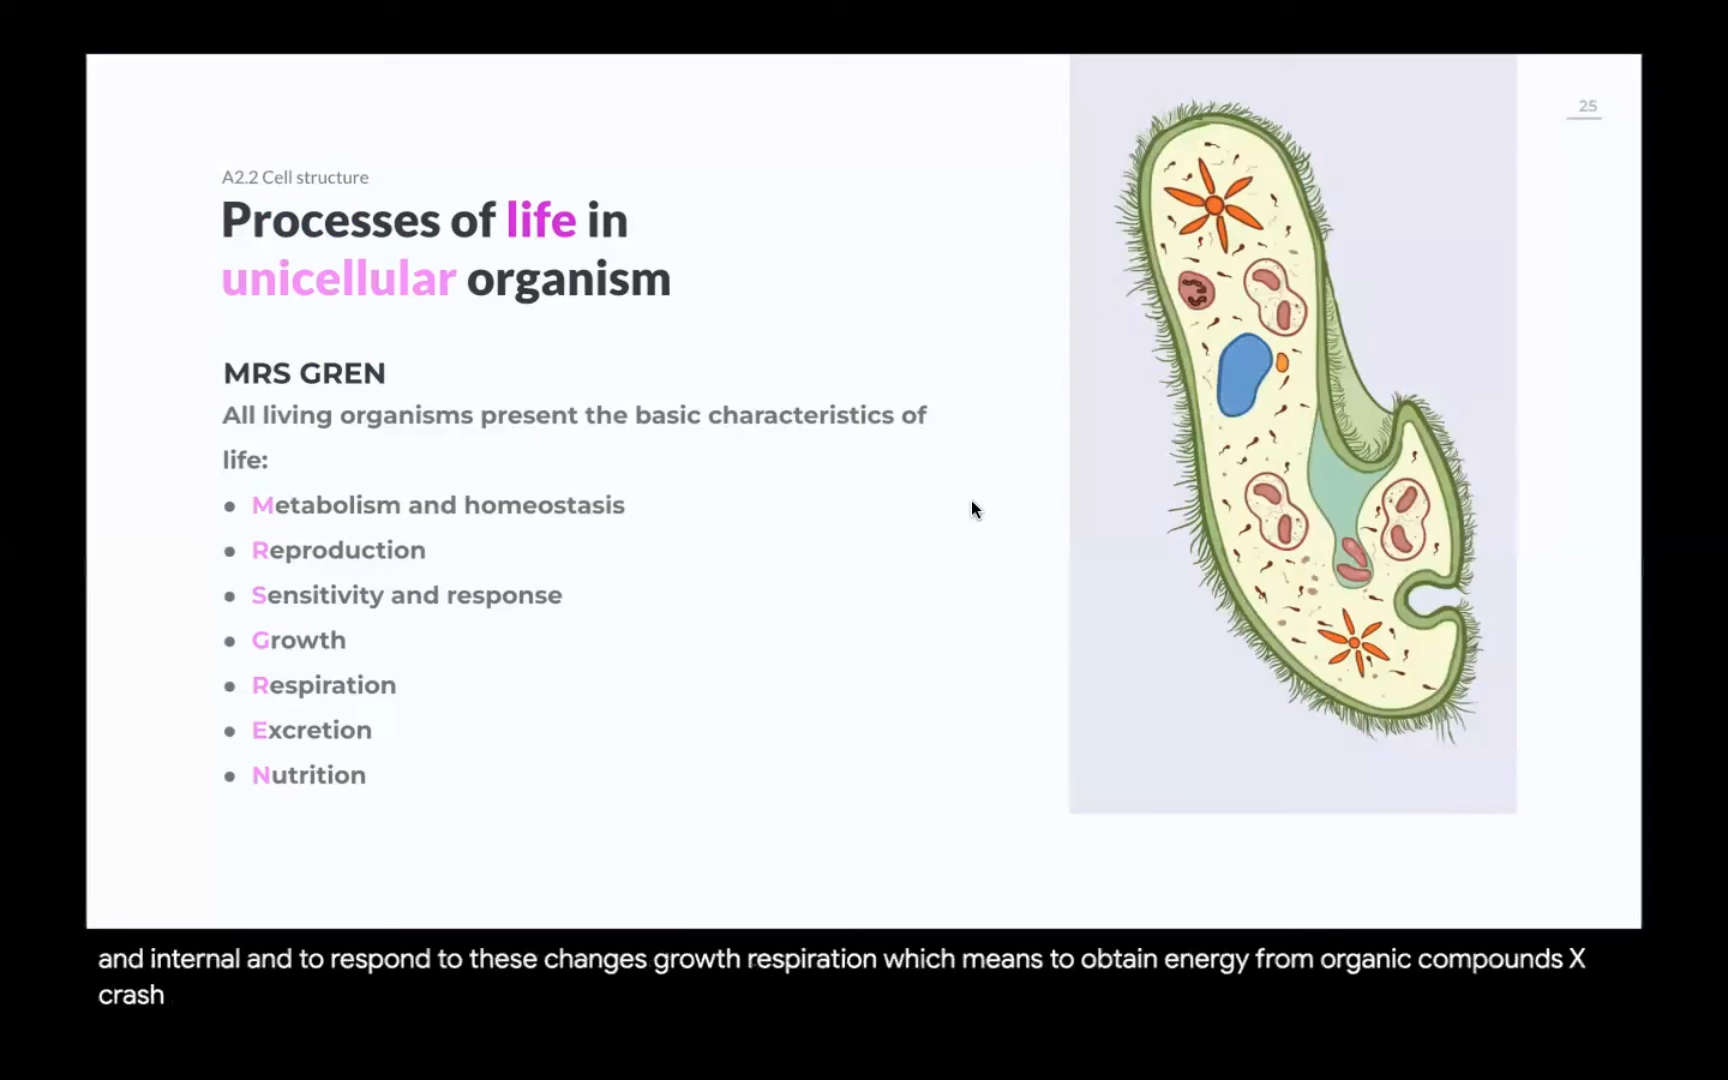 25
A2.2 Cell structure
Processes of life in
unicellular organism
MRS GREN
All living organisms present the basic characteristics of
life:
● Metabolism and homeostasis
● Reproduction
● Sensitivity and response
● Growth
● Respiration
● Excretion
● Nutrition
and internal and to respond to these changes growth respiration which means to obtain energy from organic compounds X
crash